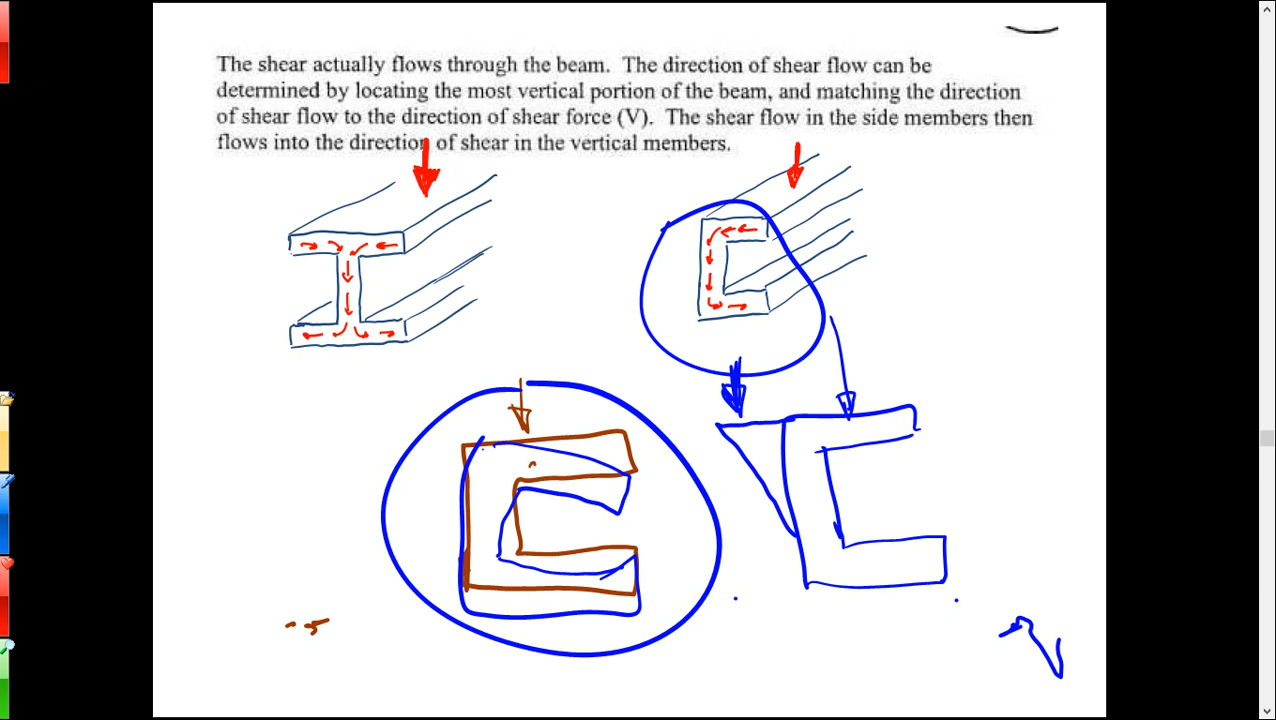 The shear actually flows through the beam.  The direction of shear flow can be
determined by locating the most vertical portion of the beam, and matching the direction
of shear flow to the direction of shear force (V).  The shear flow in the side members then
flows into the direction of shear in the vertical members.